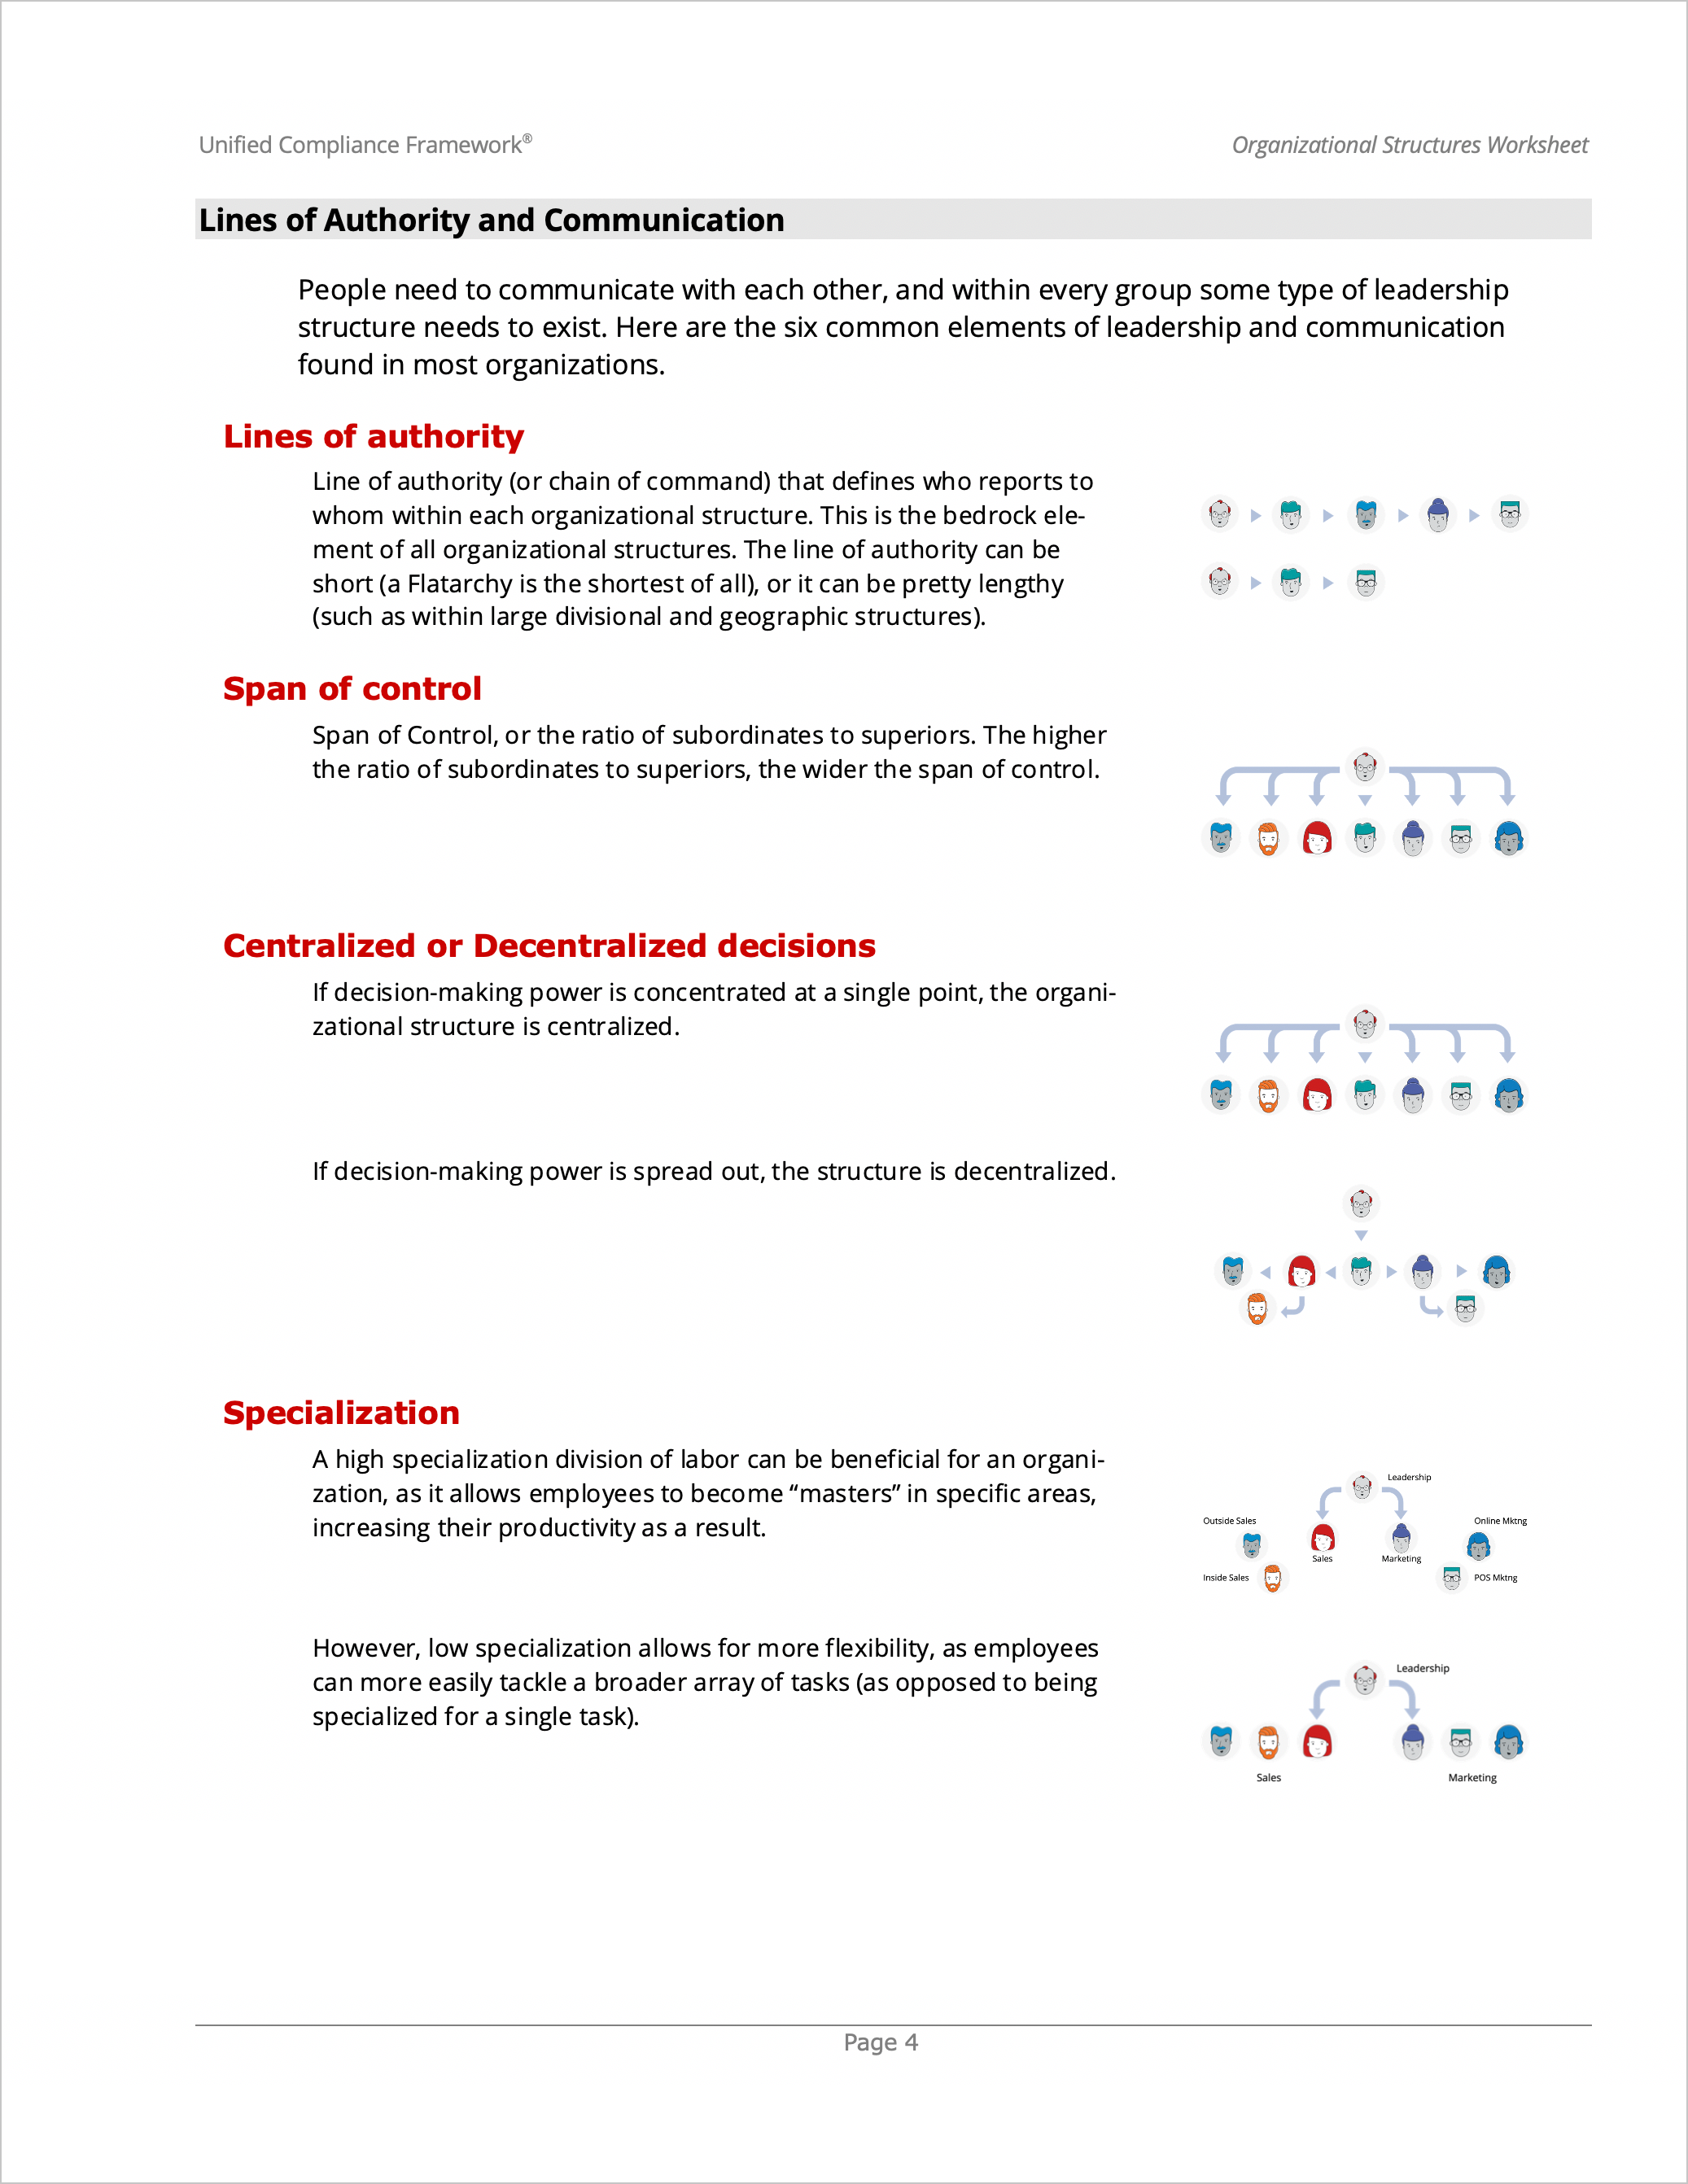 Unified Compliance Framework®
Organizational Structures Worksheet
Lines of Authority and Communication
People need to communicate with each other, and within every group some type of leadership
structure needs to exist. Here are the six common elements of leadership and communication
found in most organizations.
Lines of authority
Line of authority (or chain of command) that defines who reports to
whom within each organizational structure. This is the bedrock ele-
ment of all organizational structures. The line of authority can be
short (a Flatarchy is the shortest of all), or it can be pretty lengthy
(such as within large divisional and geographic structures).
Span of control
Span of Control, or the ratio of subordinates to superiors. The higher
the ratio of subordinates to superiors, the wider the span of control.
Centralized or Decentralized decisions
If decision-making power is concentrated at a single point, the organi-
zational structure is centralized.
If decision-making power is spread out, the structure is decentralized.
Specialization
A high specialization division of labor can be beneficial for an organi-
zation, as it allows employees to become “masters” in specific areas,
increasing their productivity as a result.
Leadership
Outside Sales
Online Mktng
Sales
Marketing
Inside Sales
POS Mktng
However, low specialization allows for more flexibility, as employees
can more easily tackle a broader array of tasks (as opposed to being
specialized for a single task).
Leadership
Sales
Marketing
Page 4